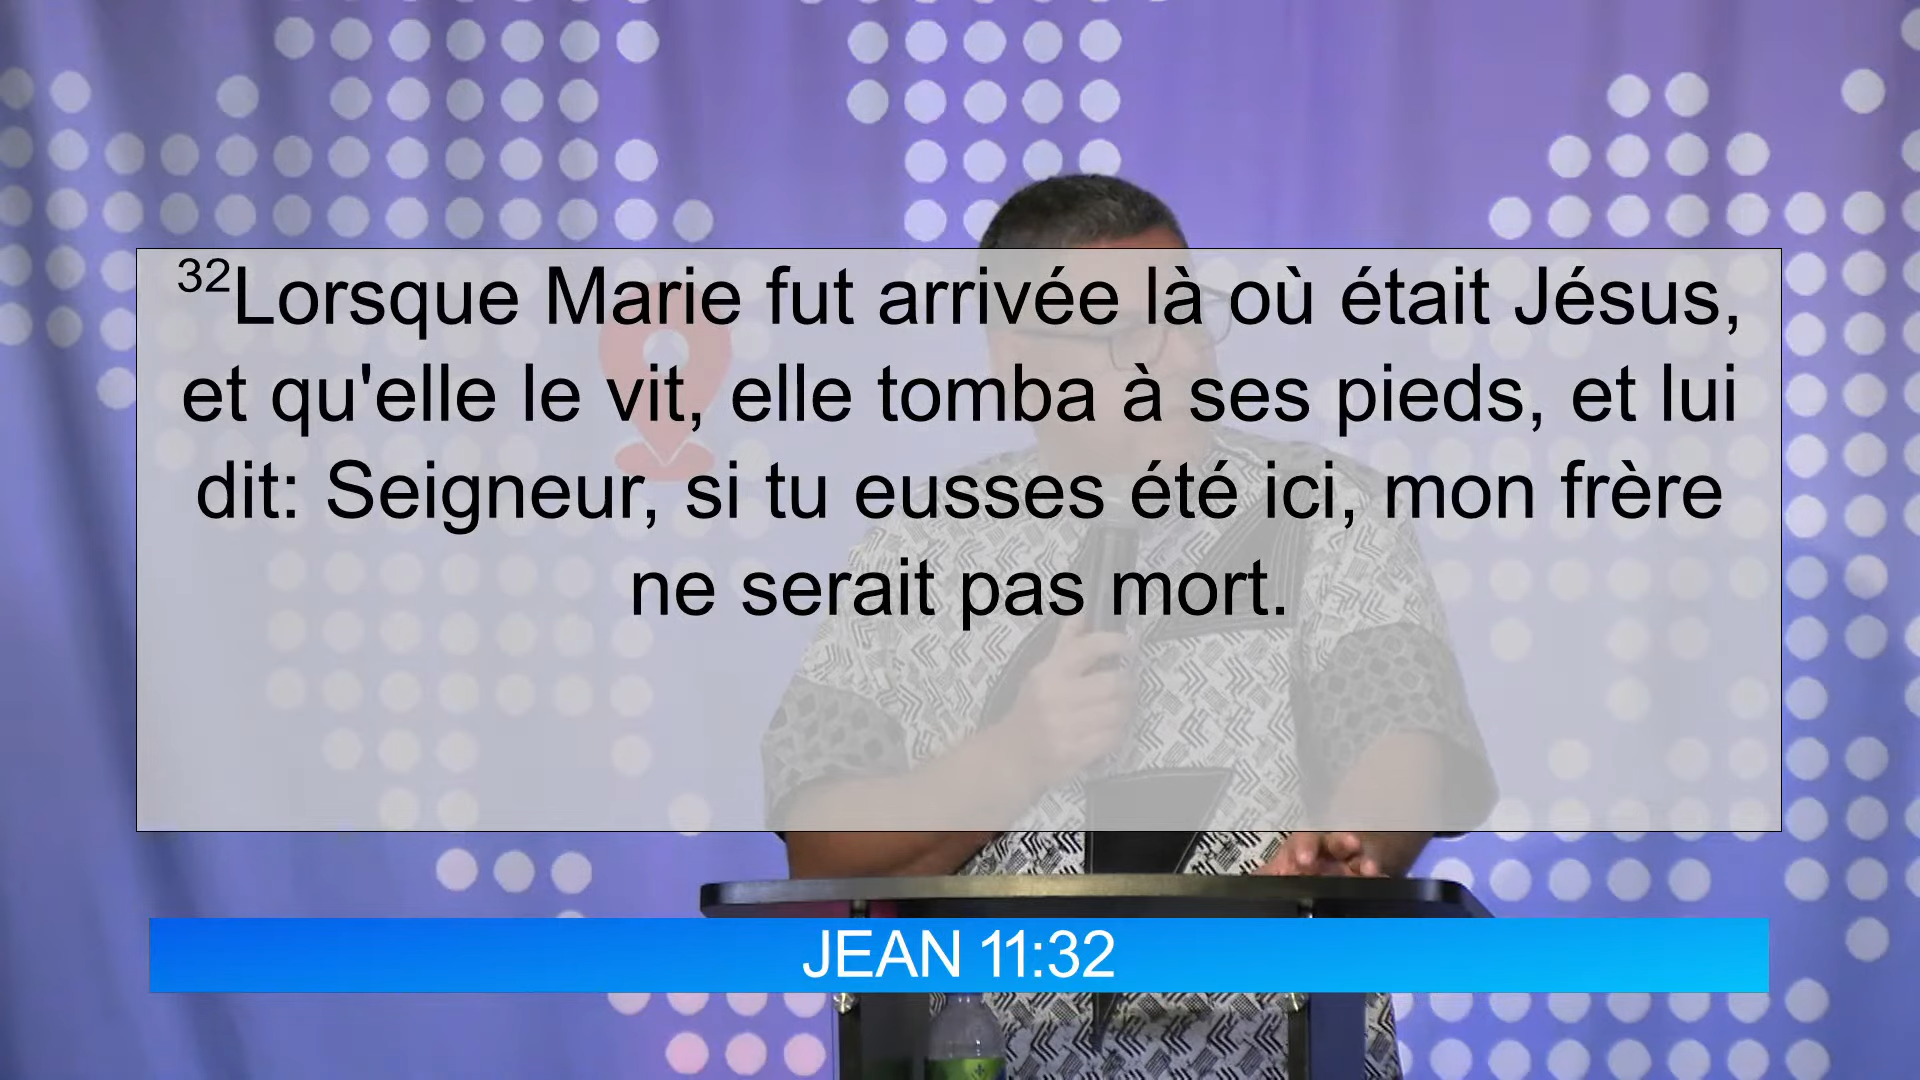 32Lorsque Marie fut arrivée là où était Jésus,
et qu'elle le vit, elle tomba à ses pieds, et lui
dit: Seigneur, si tu eusses été ici, mon frère
ne serait pas mort.
JEAN 11:32